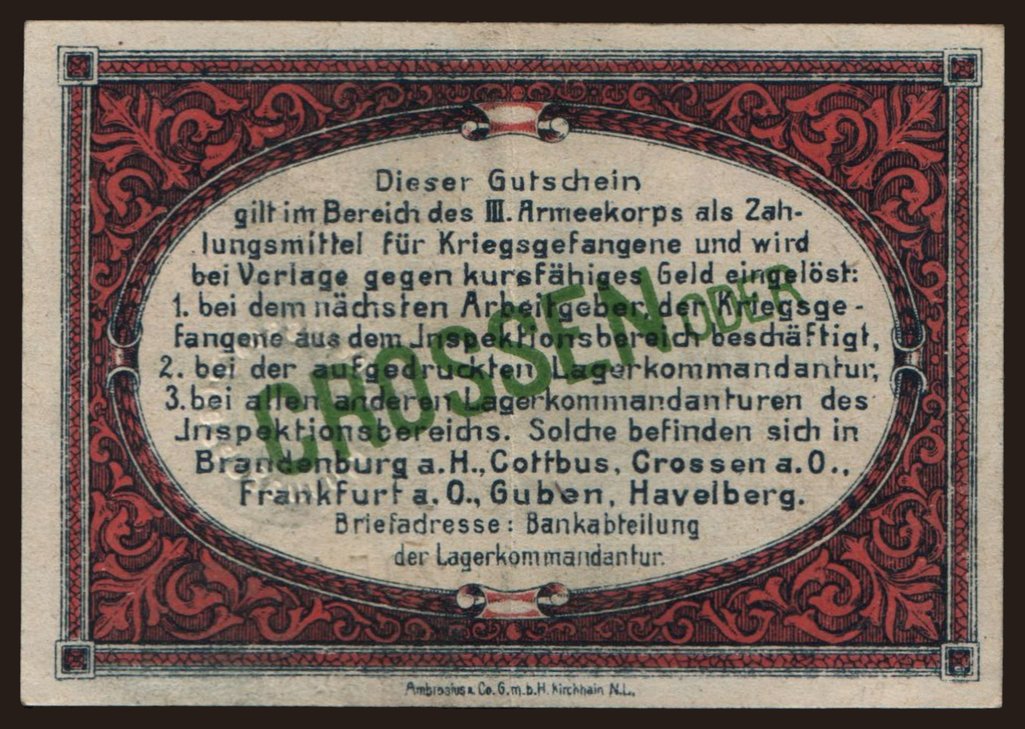 Dieser Gutschein
gilt im Bereich des III. Armeekorps als Zah-
lungsmittel für Kriegsgefangene und wird
bei Vorlage gegen kursfähiges Geld eingelöst:
1. bei dem nächsten Arbeitgeber, der Kriegsge-
fangene aus dem Jnspektionsbereich beschäftigt,
2. bei der aufgedruckten Lagerkommandantur,
3. bei allen anderen Lagerkommandanturen des
Jnspektionsbereichs. Solche befinden sich in
Brandenburg a. H., Cottbus, Crossen a. O.,
Frankfurt a. O., Guben, Havelberg.
Briefadresse: Bankabteilung
der Lagerkommandantur.
CROSSEN ODER
Ambrosius & Co. G. m. b. H. Kirchhain N.L.